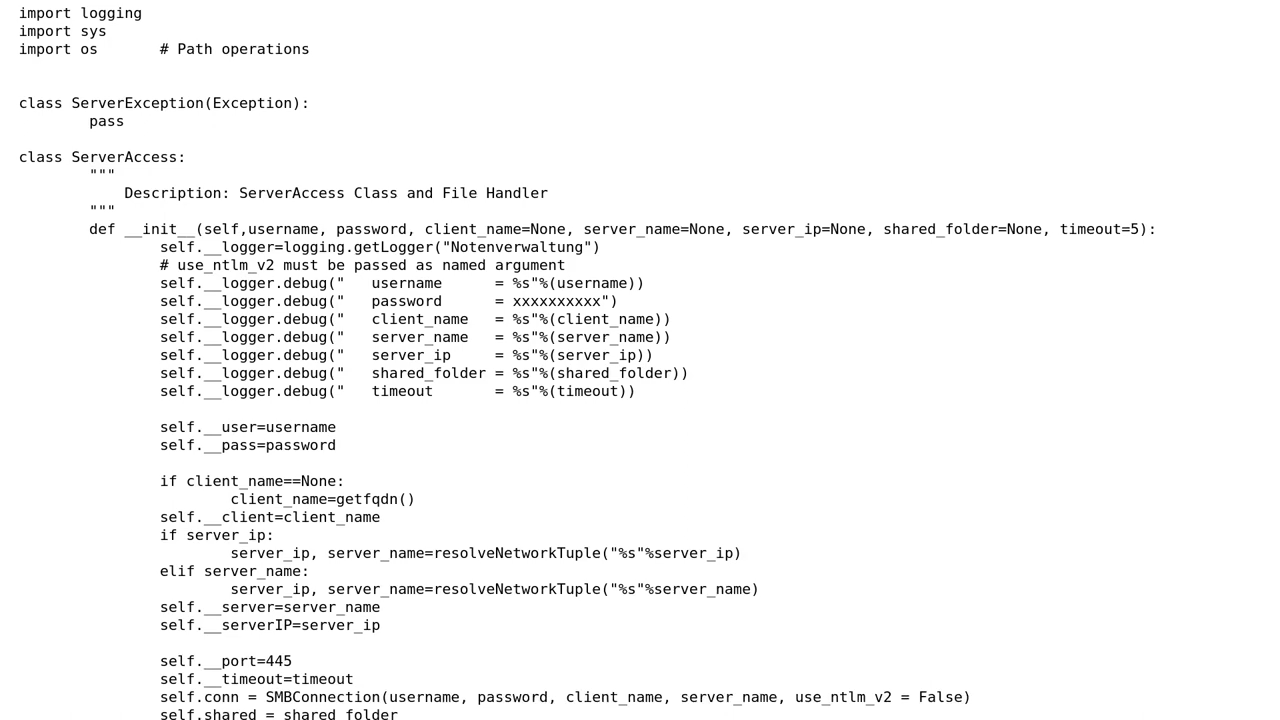 import logging
import sys
import os       # Path operations


class ServerException(Exception):
        pass

class ServerAccess:
        """
            Description: ServerAccess Class and File Handler
        """
        def __init__(self,username, password, client_name=None, server_name=None, server_ip=None, shared_folder=None, timeout=5):
                self.__logger=logging.getLogger("Notenverwaltung")
                # use_ntlm_v2 must be passed as named argument
                self.__logger.debug("   username      = %s"%(username))
                self.__logger.debug("   password      = xxxxxxxxxx")
                self.__logger.debug("   client_name   = %s"%(client_name))
                self.__logger.debug("   server_name   = %s"%(server_name))
                self.__logger.debug("   server_ip     = %s"%(server_ip))
                self.__logger.debug("   shared_folder = %s"%(shared_folder))
                self.__logger.debug("   timeout       = %s"%(timeout))

                self.__user=username
                self.__pass=password

                if client_name==None:
                        client_name=getfqdn()
                self.__client=client_name
                if server_ip:
                        server_ip, server_name=resolveNetworkTuple("%s"%server_ip)
                elif server_name:
                        server_ip, server_name=resolveNetworkTuple("%s"%server_name)
                self.__server=server_name
                self.__serverIP=server_ip

                self.__port=445
                self.__timeout=timeout
                self.conn = SMBConnection(username, password, client_name, server_name, use_ntlm_v2 = False)
                self.shared = shared_folder